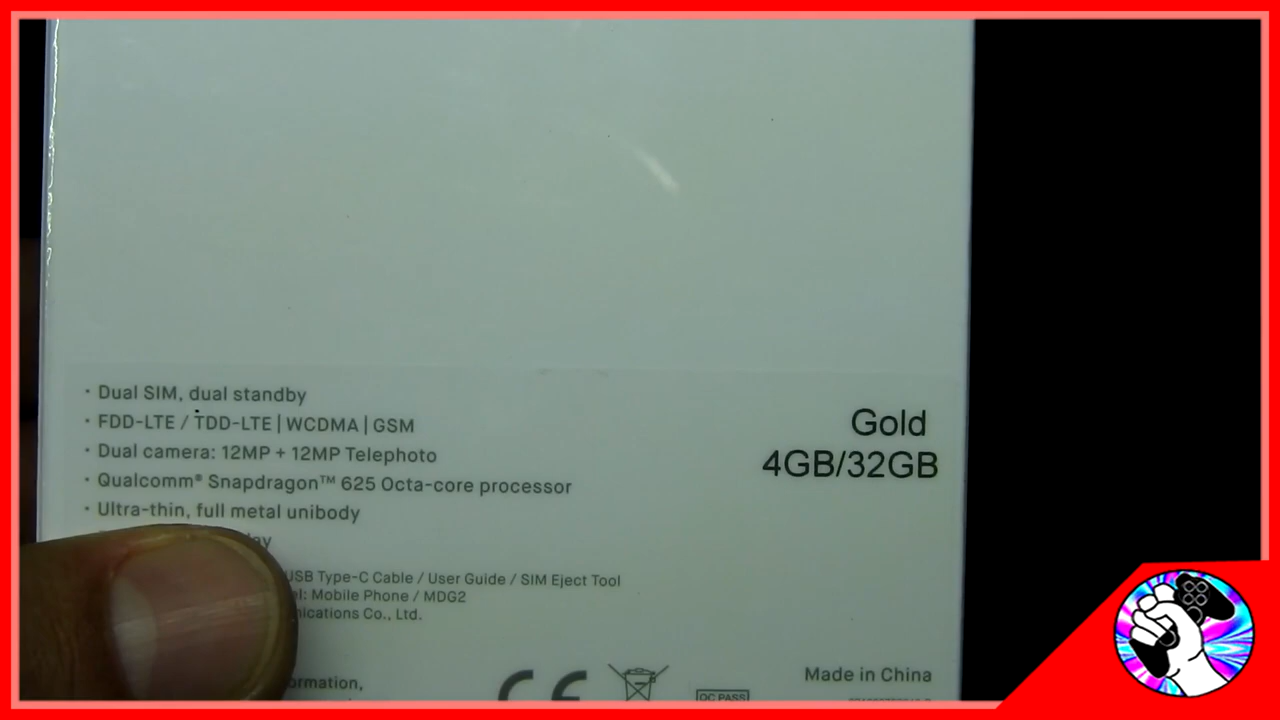 · Dual SIM, dual standby
· FDD-LTE / TDD-LTE | WCDMA | GSM
· Dual camera: 12MP + 12MP Telephoto
· Qualcomm® Snapdragon™ 625 Octa-core processor
· Ultra-thin, full metal unibody
Gold
4GB/32GB
USB Type-C Cable / User Guide / SIM Eject Tool
Mobile Phone / MDG2
Co., Ltd.
CE
QC PASS
Made in China